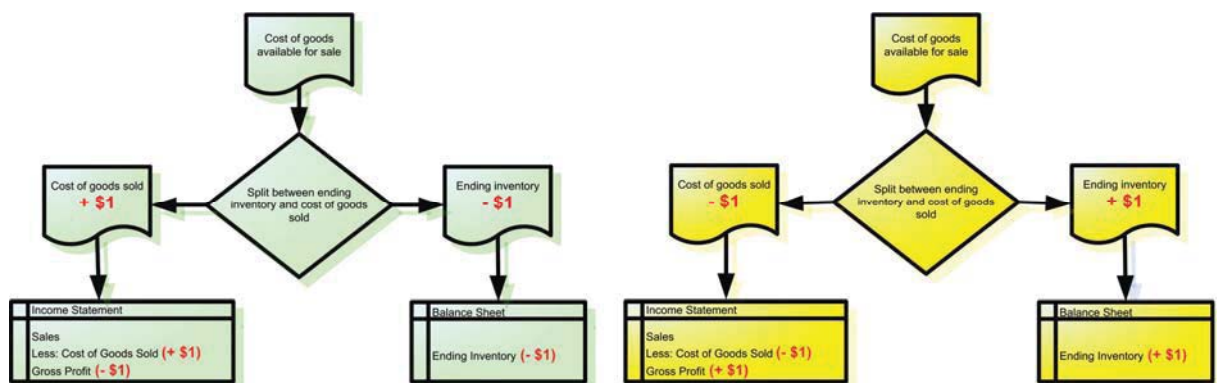 Cost of goods
available for sale
Cost of goods sold
+ $1
Split between ending
inventory and cost of goods
sold
Ending inventory
- $1
Income Statement
Sales
Less: Cost of Goods Sold (+ $1)
Gross Profit (- $1)
Balance Sheet
Ending Inventory (- $1)
Cost of goods
available for sale
Cost of goods sold
- $1
Split between ending
inventory and cost of goods
sold
Ending inventory
+ $1
Income Statement
Sales
Less: Cost of Goods Sold (- $1)
Gross Profit (+ $1)
Balance Sheet
Ending Inventory (+ $1)